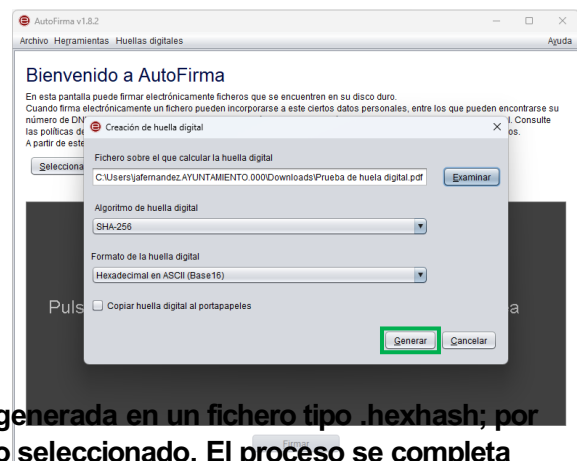 AutoFirma v1.8.2
Archivo Herramientas Huellas digitales Ayuda
Bienvenido a AutoFirma
En esta pantalla puede firmar electrónicamente ficheros que se encuentren en su disco duro.
Cuando firma electrónicamente un fichero pueden incorporarse a este ciertos datos personales, entre los que pueden encontrarse su
número de DN
l. Consulte
las políticas de
os.
A partir de este
Selecciona
Creación de huella digital
Fichero sobre el que calcular la huella digital
C:\Users\jafernandez.AYUNTAMIENTO.000\Downloads\Prueba de huela digital.pdf Examinar
Algoritmo de huella digital
SHA-256
Formato de la huella digital
Hexadecimal en ASCII (Base16)
Copiar huella digital al portapapeles
Puls a
Generar Cancelar
generada en un fichero tipo .hexhash; por
Firmar
o seleccionado. El proceso se completa